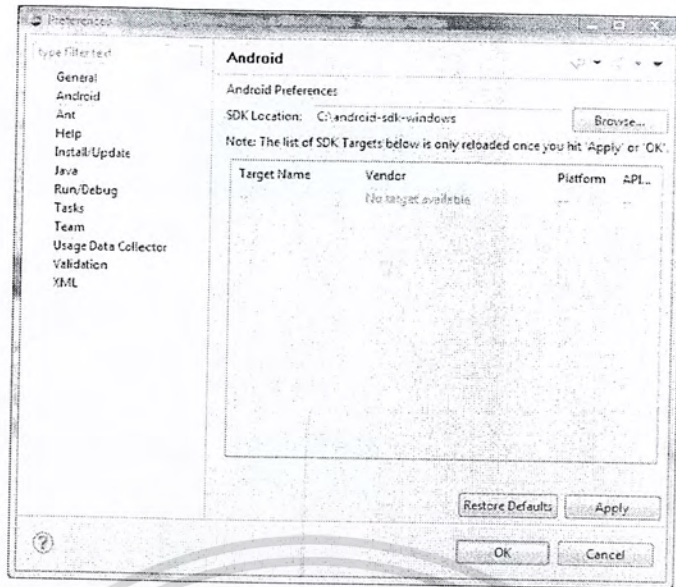 Preferences
type filter text
General
Android
Ant
Help
Install/Update
Java
Run/Debug
Tasks
Team
Usage Data Collector
Validation
XML
Android
Android Preferences
SDK Location: C:\android-sdk-windows Browse...
Note: The list of SDK Targets below is only reloaded once you hit 'Apply' or 'OK'.
Target Name Vendor Platform API...
-- No target available -- --
Restore Defaults Apply
? OK Cancel